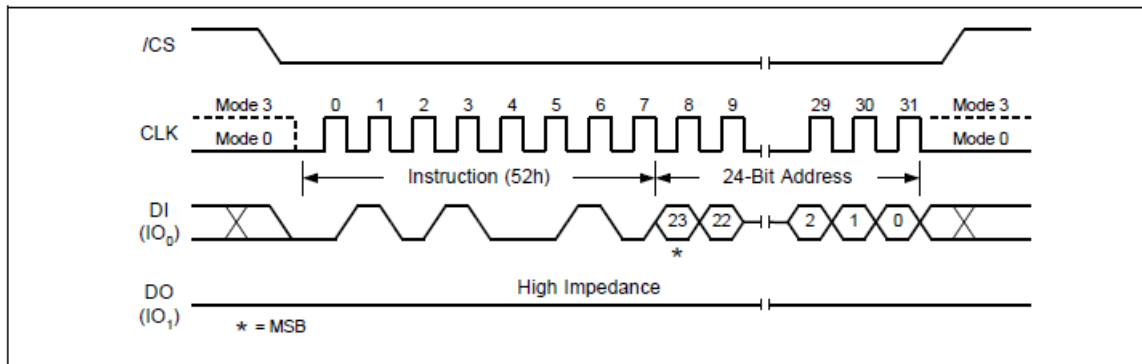 /CS
Mode 3 0 1 2 3 4 5 6 7 8 9 29 30 31 Mode 3
CLK Mode 0 Mode 0
Instruction (52h) 24-Bit Address
DI
(IO0) 23 22 2 1 0
*
High Impedance
DO
(IO1)
* = MSB